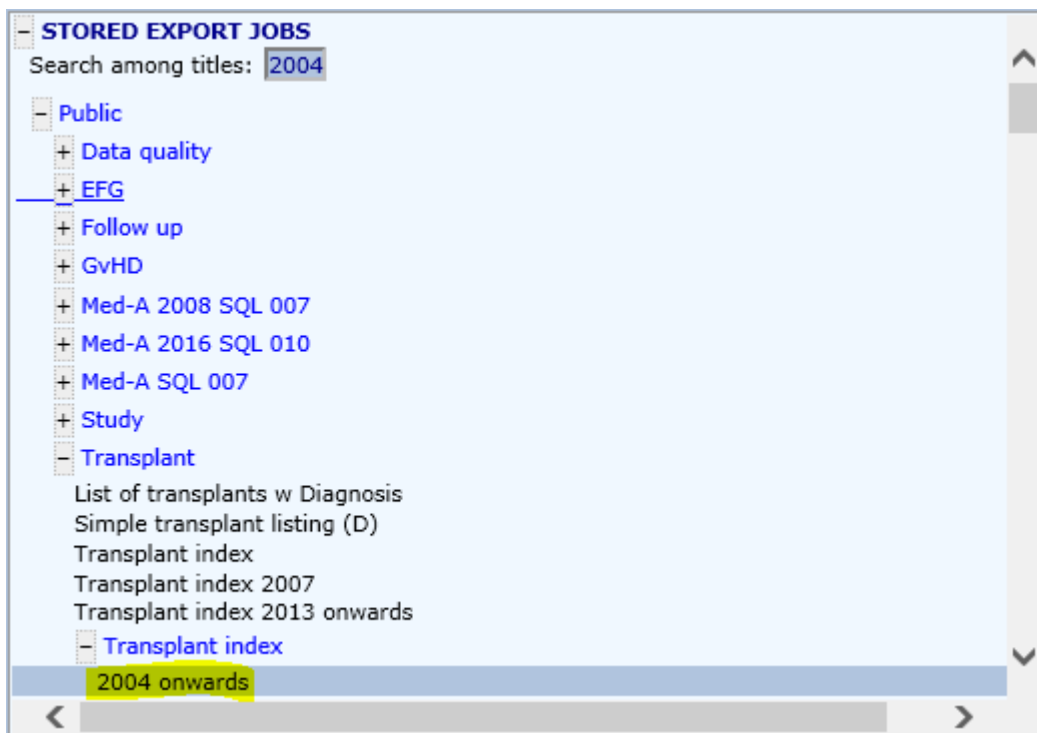 − STORED EXPORT JOBS
Search among titles: 2004
− Public
+ Data quality
+ EFG
+ Follow up
+ GvHD
+ Med-A 2008 SQL 007
+ Med-A 2016 SQL 010
+ Med-A SQL 007
+ Study
− Transplant
List of transplants w Diagnosis
Simple transplant listing (D)
Transplant index
Transplant index 2007
Transplant index 2013 onwards
− Transplant index
2004 onwards